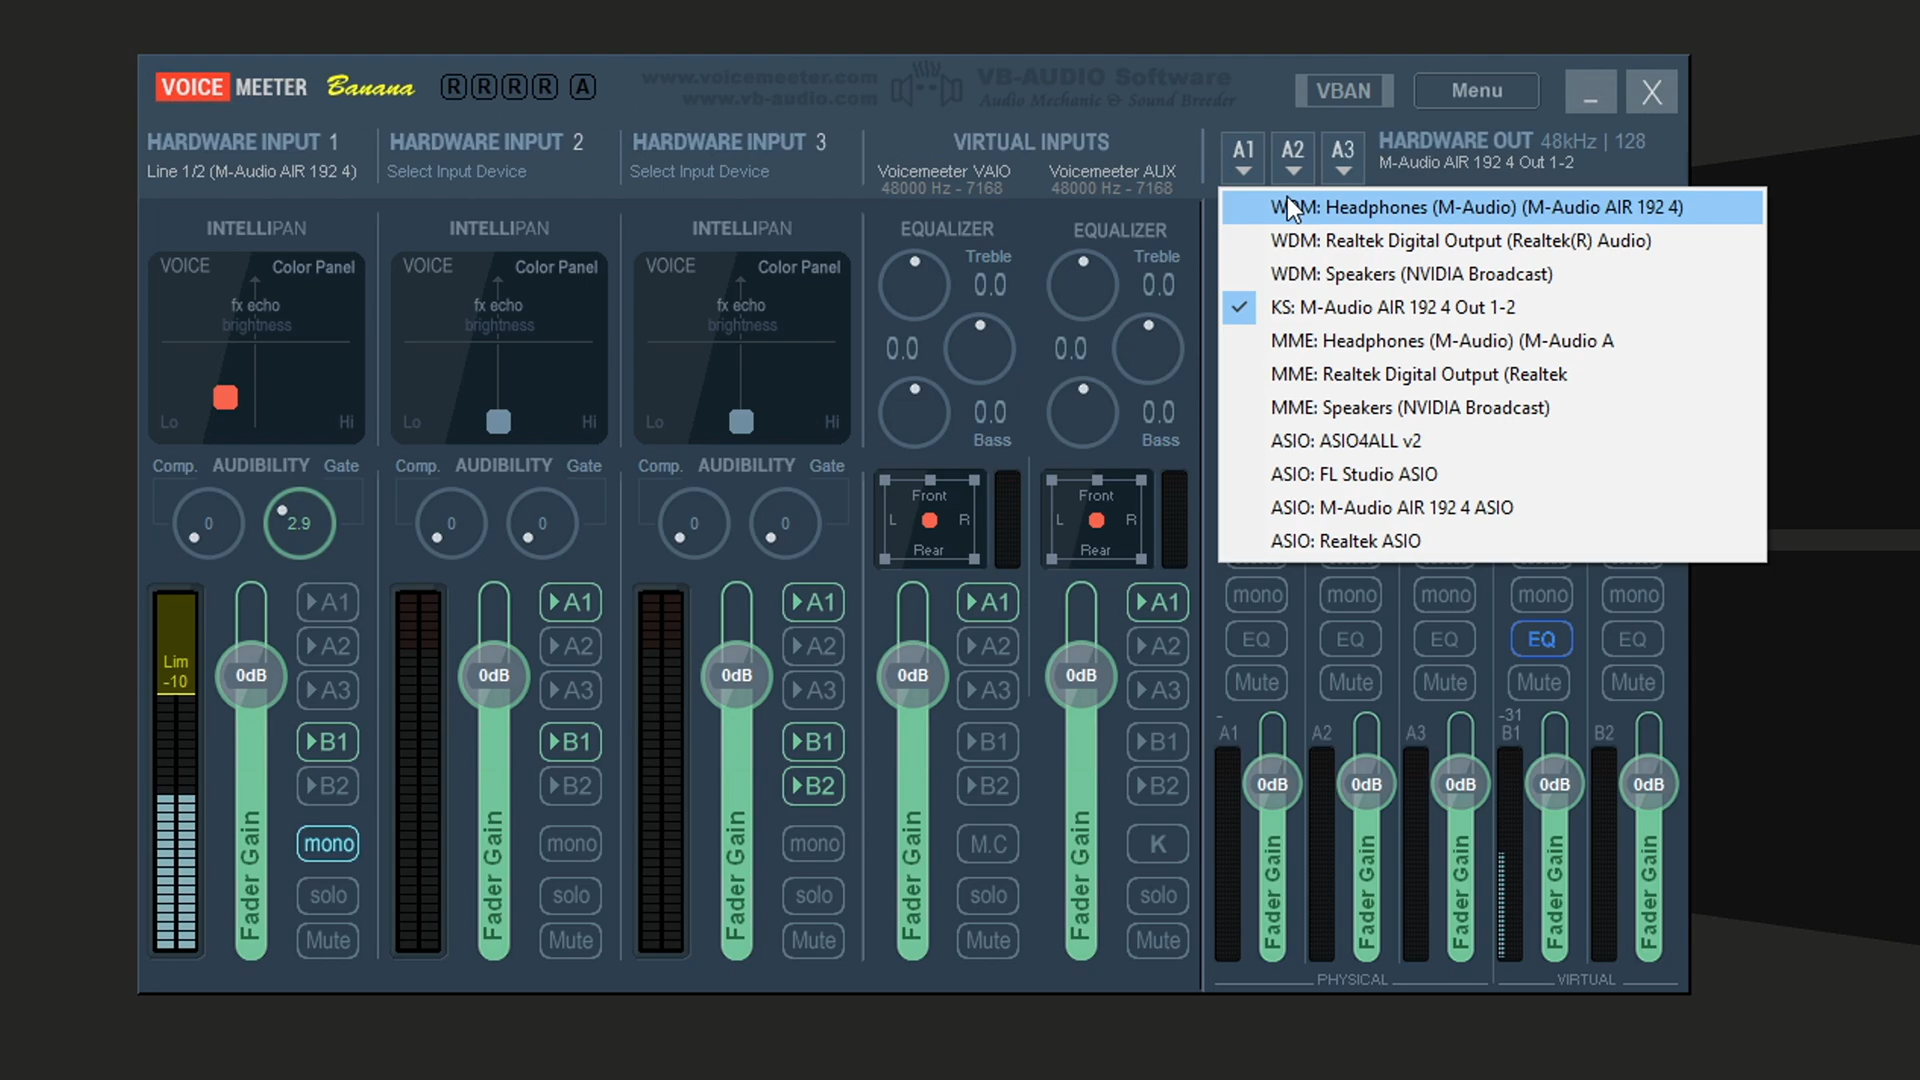 VOICE MEETER Banana R R R R A
www.voicemeeter.com
www.vb-audio.com
VB-AUDIO Software
Audio Mechanic & Sound Breeder
VBAN
Menu
_
X
HARDWARE INPUT 1
Line 1/2 (M-Audio AIR 192 4)
HARDWARE INPUT 2
Select Input Device
HARDWARE INPUT 3
Select Input Device
VIRTUAL INPUTS
Voicemeeter VAIO
48000 Hz - 7168
Voicemeeter AUX
48000 Hz - 7168
A1
A2
A3
HARDWARE OUT 48kHz | 128
M-Audio AIR 192 4 Out 1-2
WDM: Headphones (M-Audio) (M-Audio AIR 192 4)
WDM: Realtek Digital Output (Realtek(R) Audio)
WDM: Speakers (NVIDIA Broadcast)
KS: M-Audio AIR 192 4 Out 1-2
MME: Headphones (M-Audio) (M-Audio A
MME: Realtek Digital Output (Realtek
MME: Speakers (NVIDIA Broadcast)
ASIO: ASIO4ALL v2
ASIO: FL Studio ASIO
ASIO: M-Audio AIR 192 4 ASIO
ASIO: Realtek ASIO
INTELLIPAN
VOICE
Color Panel
fx echo
brightness
Lo
Hi
INTELLIPAN
VOICE
Color Panel
fx echo
brightness
Lo
Hi
INTELLIPAN
VOICE
Color Panel
fx echo
brightness
Lo
Hi
EQUALIZER
Treble
0.0
0.0
0.0
Bass
EQUALIZER
Treble
0.0
0.0
0.0
Bass
Comp. AUDIBILITY Gate
0
2.9
Comp. AUDIBILITY Gate
0
0
Comp. AUDIBILITY Gate
0
0
Front
L
R
Rear
Front
L
R
Rear
Lim
-10
0dB
Fader Gain
A1
A2
A3
B1
B2
mono
solo
Mute
0dB
Fader Gain
A1
A2
A3
B1
B2
mono
solo
Mute
0dB
Fader Gain
A1
A2
A3
B1
B2
mono
solo
Mute
0dB
Fader Gain
A1
A2
A3
B1
B2
M.C
solo
Mute
0dB
Fader Gain
A1
A2
A3
B1
B2
K
solo
Mute
mono
EQ
Mute
-
A1
0dB
Fader Gain
mono
EQ
Mute
A2
0dB
Fader Gain
mono
EQ
Mute
A3
0dB
Fader Gain
mono
EQ
Mute
-31
B1
0dB
Fader Gain
mono
EQ
Mute
B2
0dB
Fader Gain
PHYSICAL
VIRTUAL